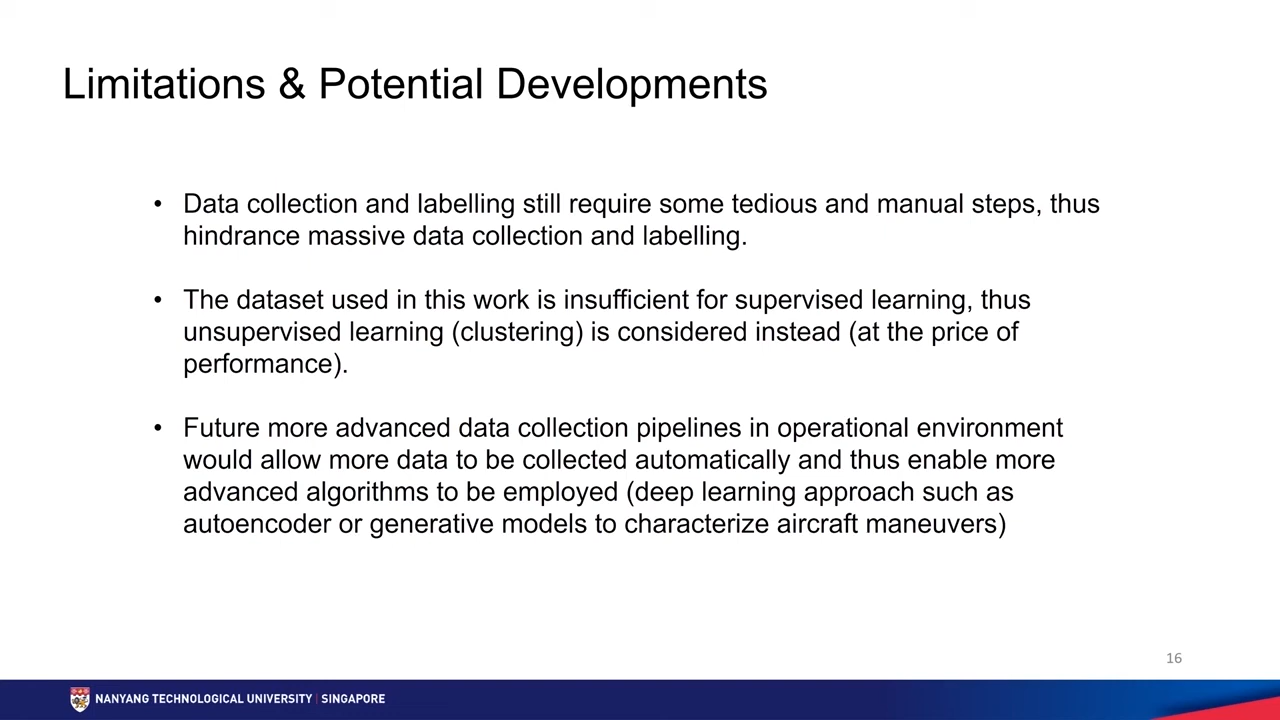 Limitations & Potential Developments
• Data collection and labelling still require some tedious and manual steps, thus
hindrance massive data collection and labelling.
• The dataset used in this work is insufficient for supervised learning, thus
unsupervised learning (clustering) is considered instead (at the price of
performance).
• Future more advanced data collection pipelines in operational environment
would allow more data to be collected automatically and thus enable more
advanced algorithms to be employed (deep learning approach such as
autoencoder or generative models to characterize aircraft maneuvers)
16
NANYANG TECHNOLOGICAL UNIVERSITY | SINGAPORE